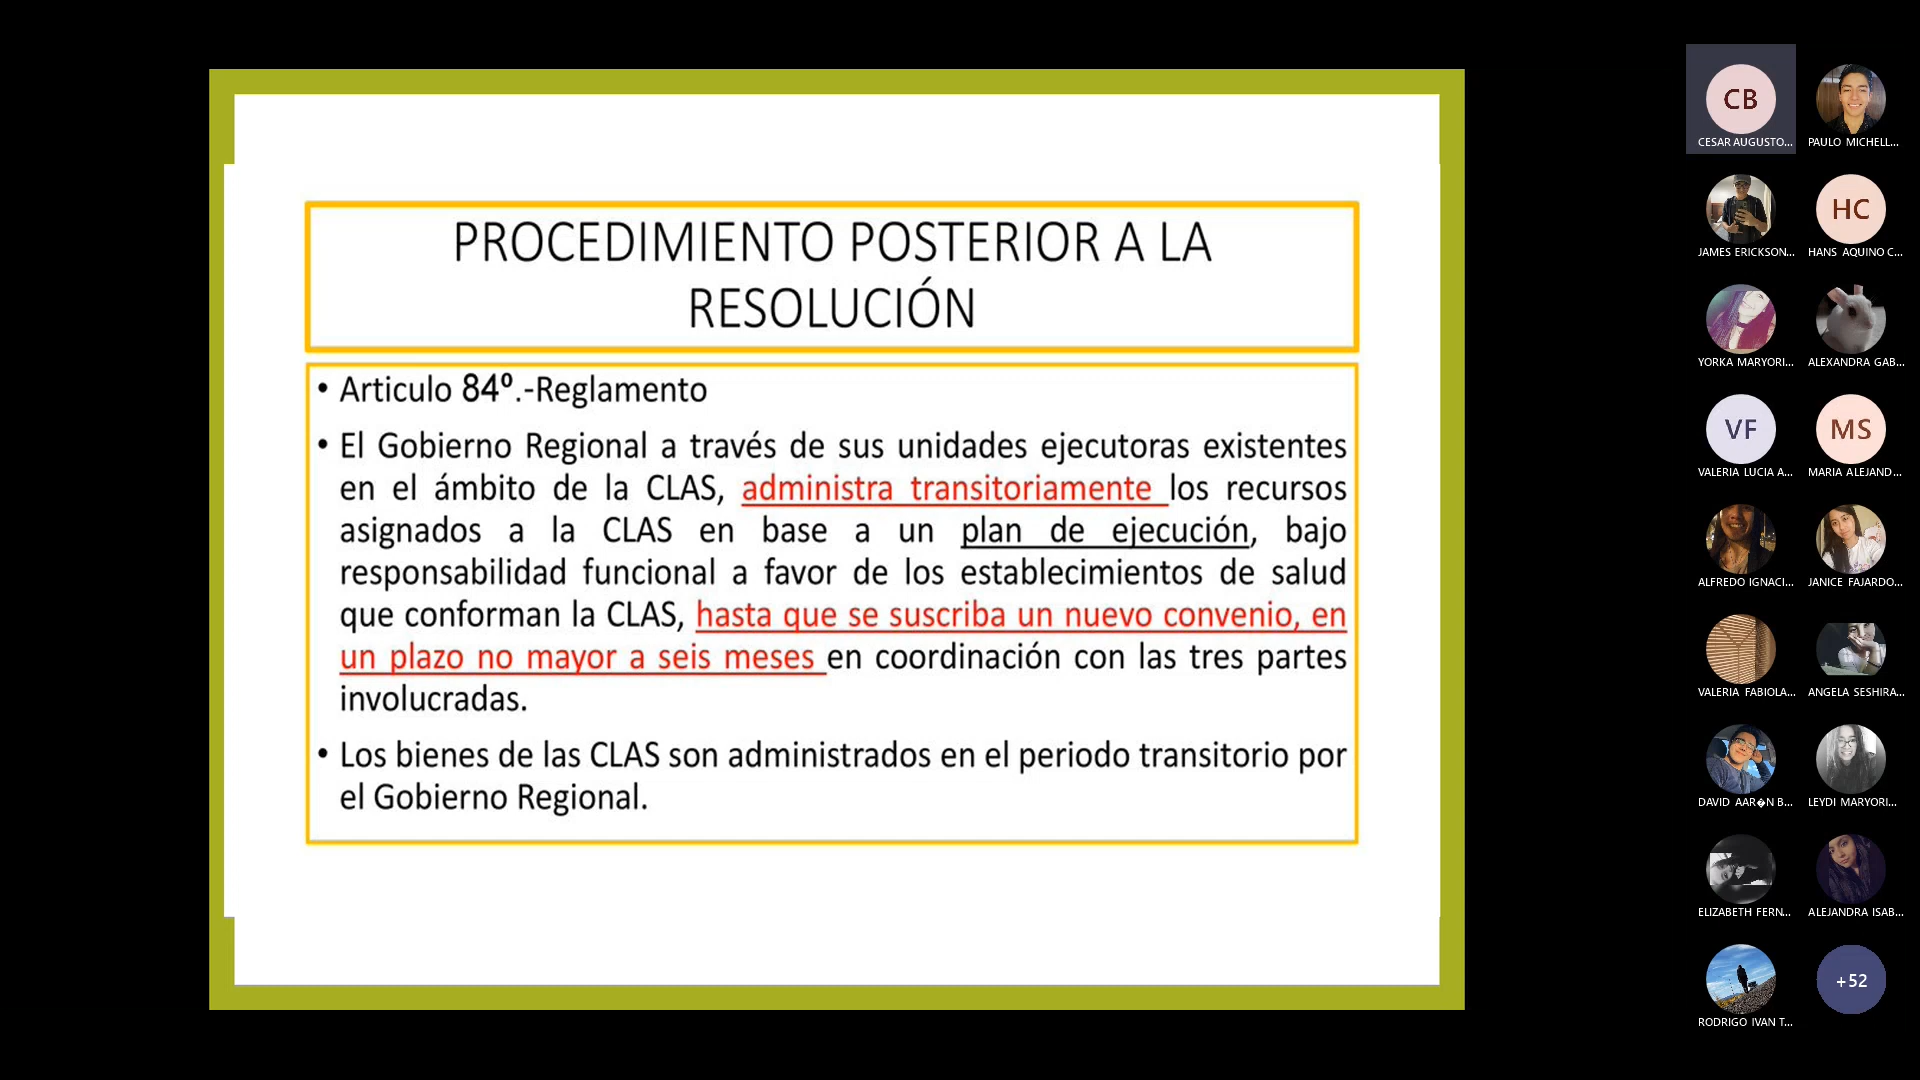 PROCEDIMIENTO POSTERIOR A LA
RESOLUCIÓN
• Articulo 84º.-Reglamento
• El Gobierno Regional a través de sus unidades ejecutoras existentes
en el ámbito de la CLAS, administra transitoriamente los recursos
asignados a la CLAS en base a un plan de ejecución, bajo
responsabilidad funcional a favor de los establecimientos de salud
que conforman la CLAS, hasta que se suscriba un nuevo convenio, en
un plazo no mayor a seis meses en coordinación con las tres partes
involucradas.
• Los bienes de las CLAS son administrados en el periodo transitorio por
el Gobierno Regional.
CB
CESAR AUGUSTO...
PAULO MICHELL...
JAMES ERICKSON...
HC
HANS AQUINO C...
YORKA MARYORI...
ALEXANDRA GAB...
VF
VALERIA LUCIA A...
MS
MARIA ALEJAND...
ALFREDO IGNACI...
JANICE FAJARDO...
VALERIA FABIOLA...
ANGELA SESHIRA...
DAVID AAR�N B...
LEYDI MARYORI...
ELIZABETH FERN...
ALEJANDRA ISAB...
RODRIGO IVAN T...
+52